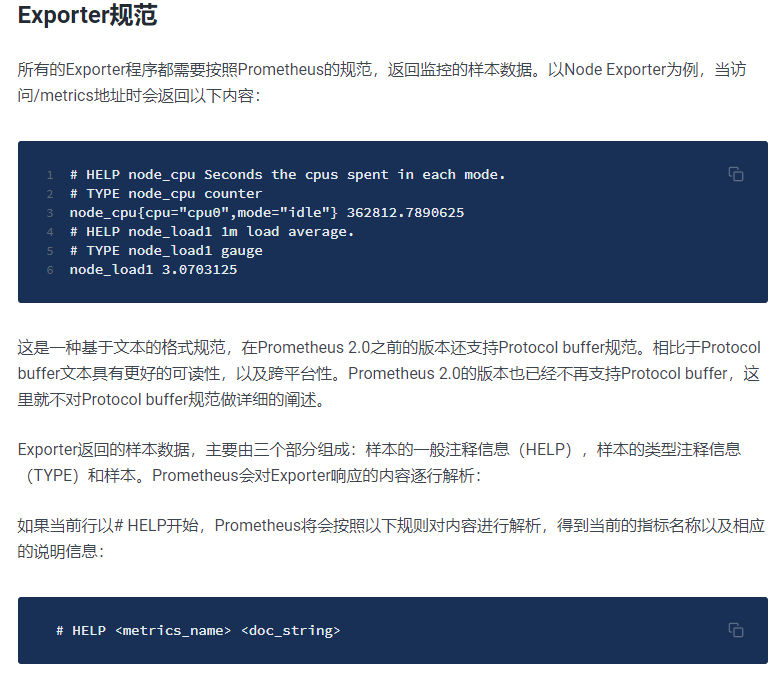 Exporter规范
所有的Exporter程序都需要按照Prometheus的规范，返回监控的样本数据。以Node Exporter为例，当访
问/metrics地址时会返回以下内容：
1 # HELP node_cpu Seconds the cpus spent in each mode.
2 # TYPE node_cpu counter
3 node_cpu{cpu="cpu0",mode="idle"} 362812.7890625
4 # HELP node_load1 1m load average.
5 # TYPE node_load1 gauge
6 node_load1 3.0703125
这是一种基于文本的格式规范，在Prometheus 2.0之前的版本还支持Protocol buffer规范。相比于Protocol
buffer文本具有更好的可读性，以及跨平台性。Prometheus 2.0的版本也已经不再支持Protocol buffer，这
里就不对Protocol buffer规范做详细的阐述。
Exporter返回的样本数据，主要由三个部分组成：样本的一般注释信息（HELP），样本的类型注释信息
（TYPE）和样本。Prometheus会对Exporter响应的内容逐行解析：
如果当前行以# HELP开始，Prometheus将会按照以下规则对内容进行解析，得到当前的指标名称以及相应
的说明信息：
# HELP <metrics_name> <doc_string>